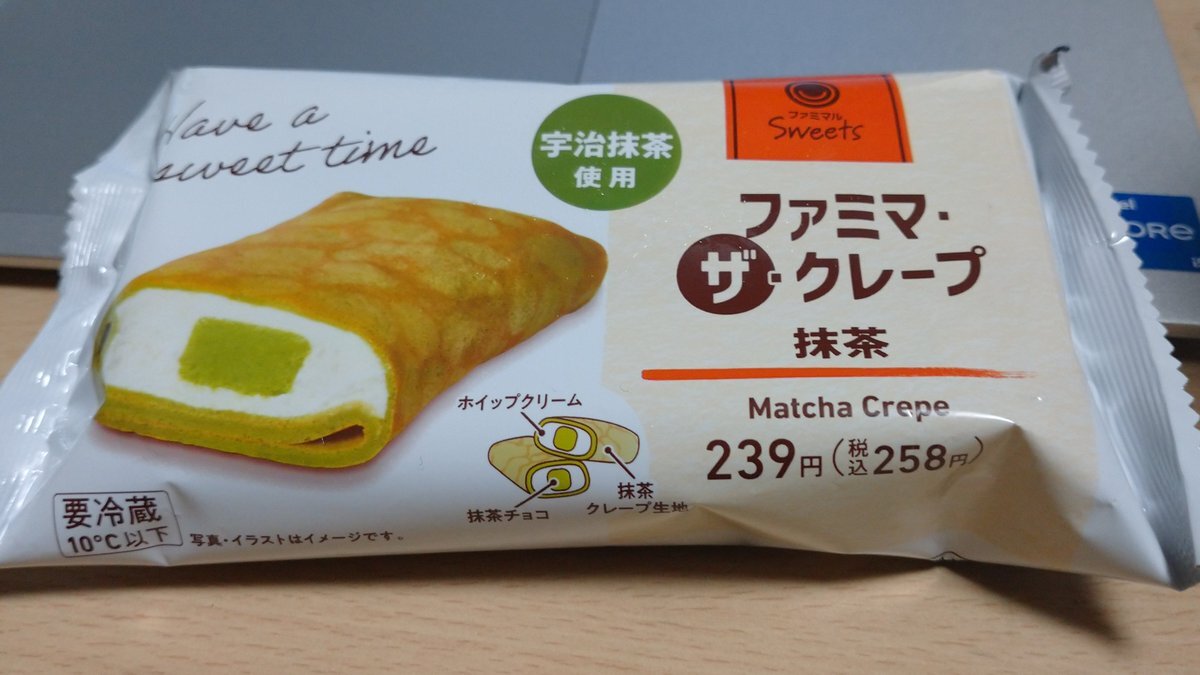 Have a
sweet time
宇治抹茶
使用
ファミマル
Sweets
ファミマ・
ザ・クレープ
抹茶
Matcha Crepe
239円(税込258円)
ホイップクリーム
抹茶チョコ
抹茶
クレープ生地
要冷蔵
10°C以下
写真・イラストはイメージです。
CORE